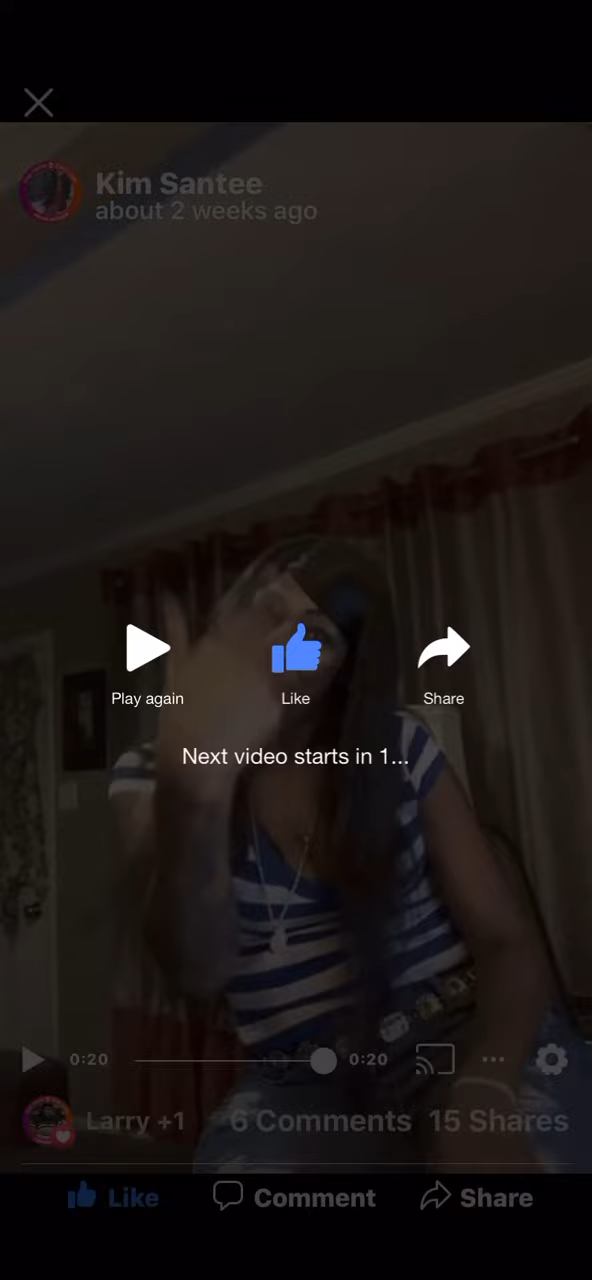 Kim Santee
about 2 weeks ago
Play again
Like
Share
Next video starts in 1...
0:20
0:20
Larry +1
6 Comments
15 Shares
Like
Comment
Share